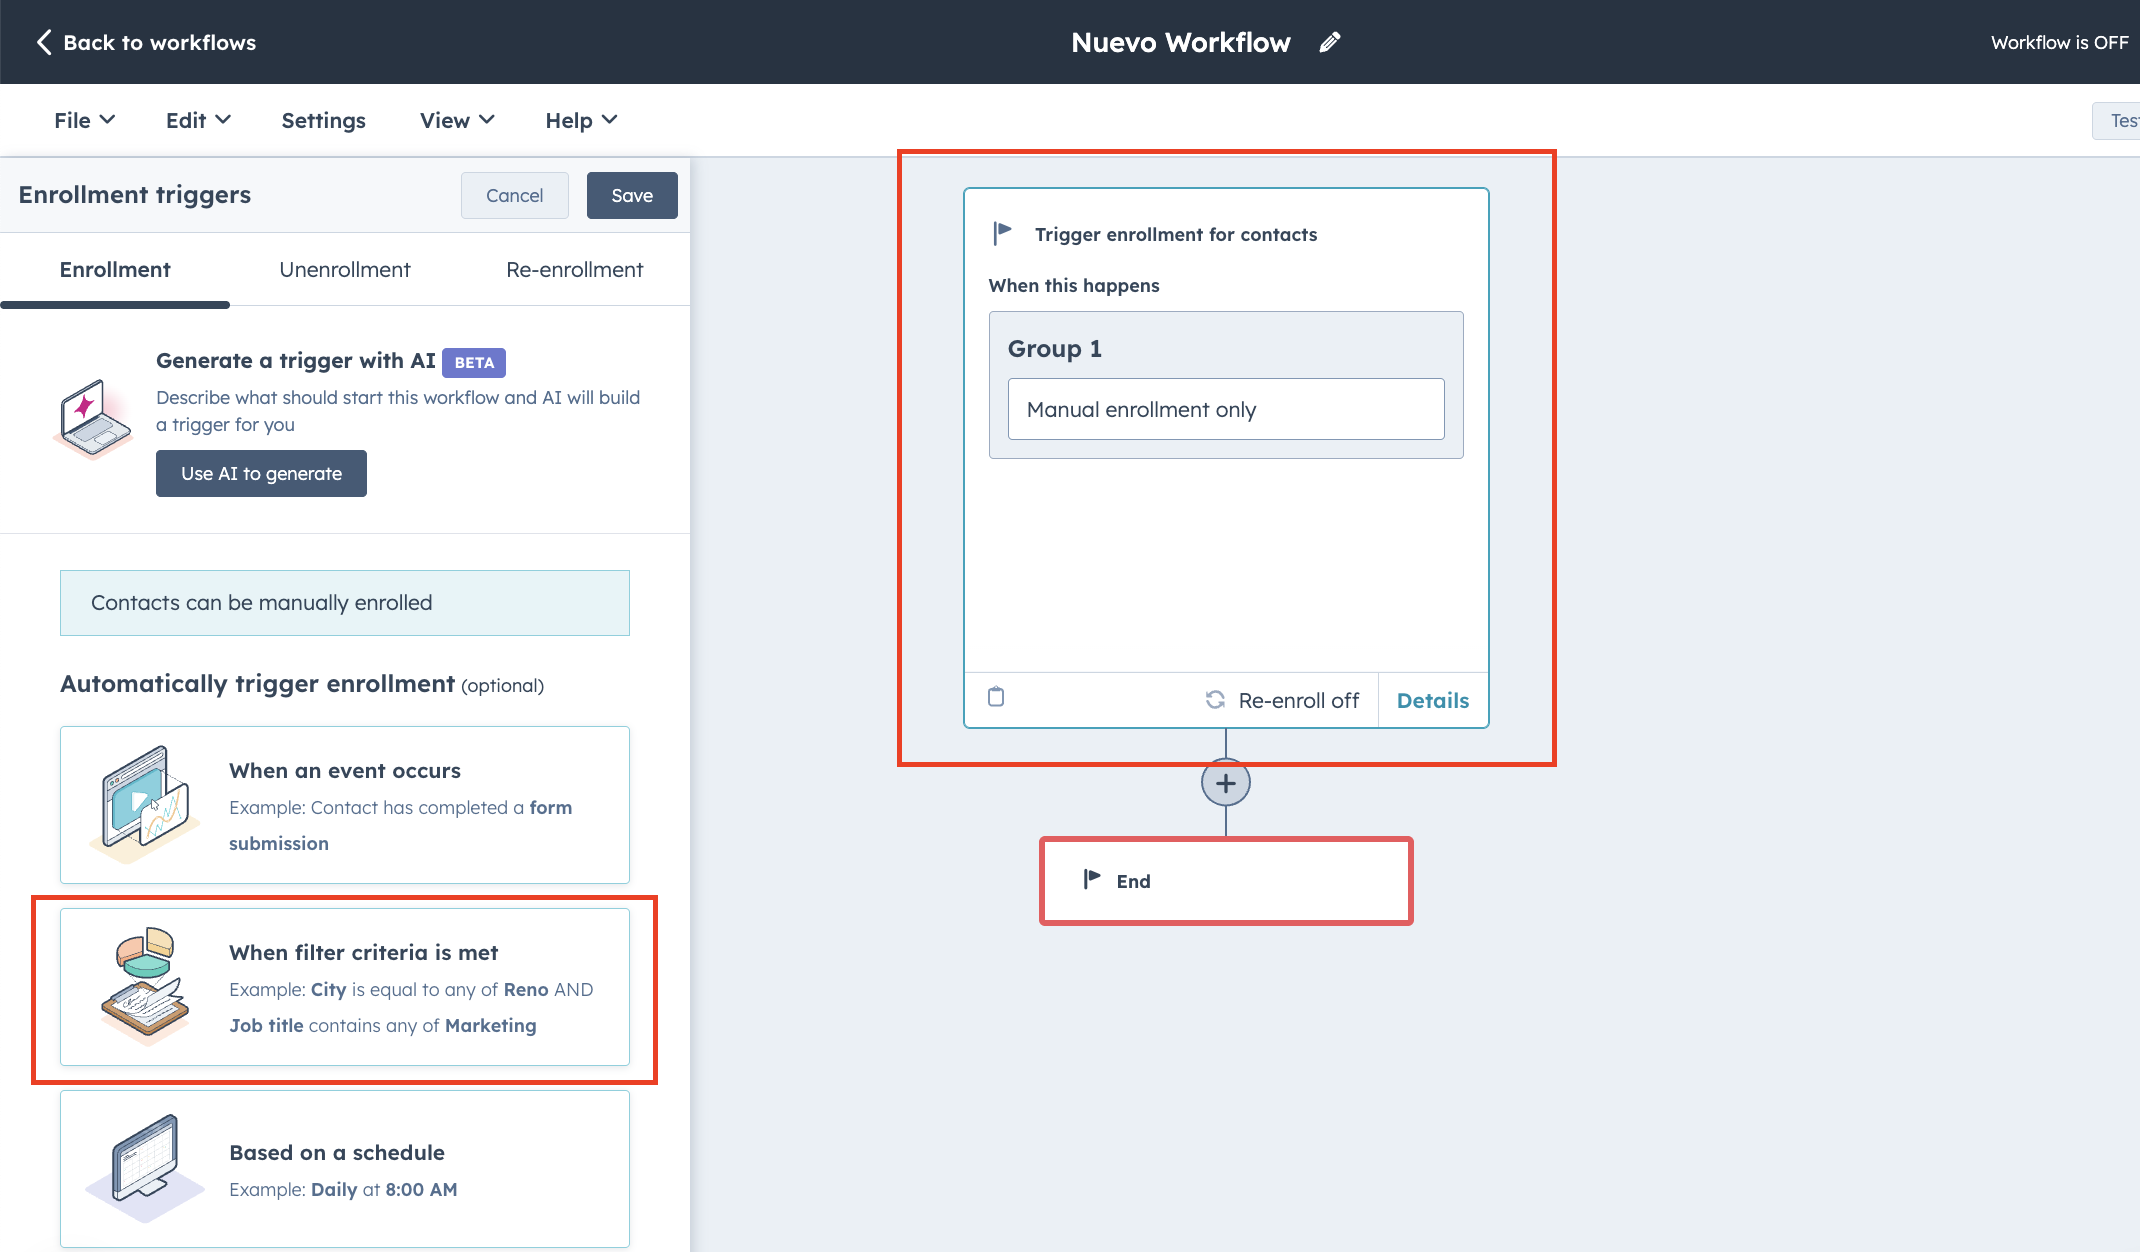 Back to workflows
Nuevo Workflow
Workflow is OFF
File
Edit
Settings
View
Help
Enrollment triggers
Cancel
Save
Enrollment
Unenrollment
Re-enrollment
Generate a trigger with AI BETA
Describe what should start this workflow and AI will build
a trigger for you
Use AI to generate
Contacts can be manually enrolled
Automatically trigger enrollment (optional)
When an event occurs
Example: Contact has completed a form
submission
When filter criteria is met
Example: City is equal to any of Reno AND
Job title contains any of Marketing
Based on a schedule
Example: Daily at 8:00 AM
Trigger enrollment for contacts
When this happens
Group 1
Manual enrollment only
Re-enroll off
Details
End